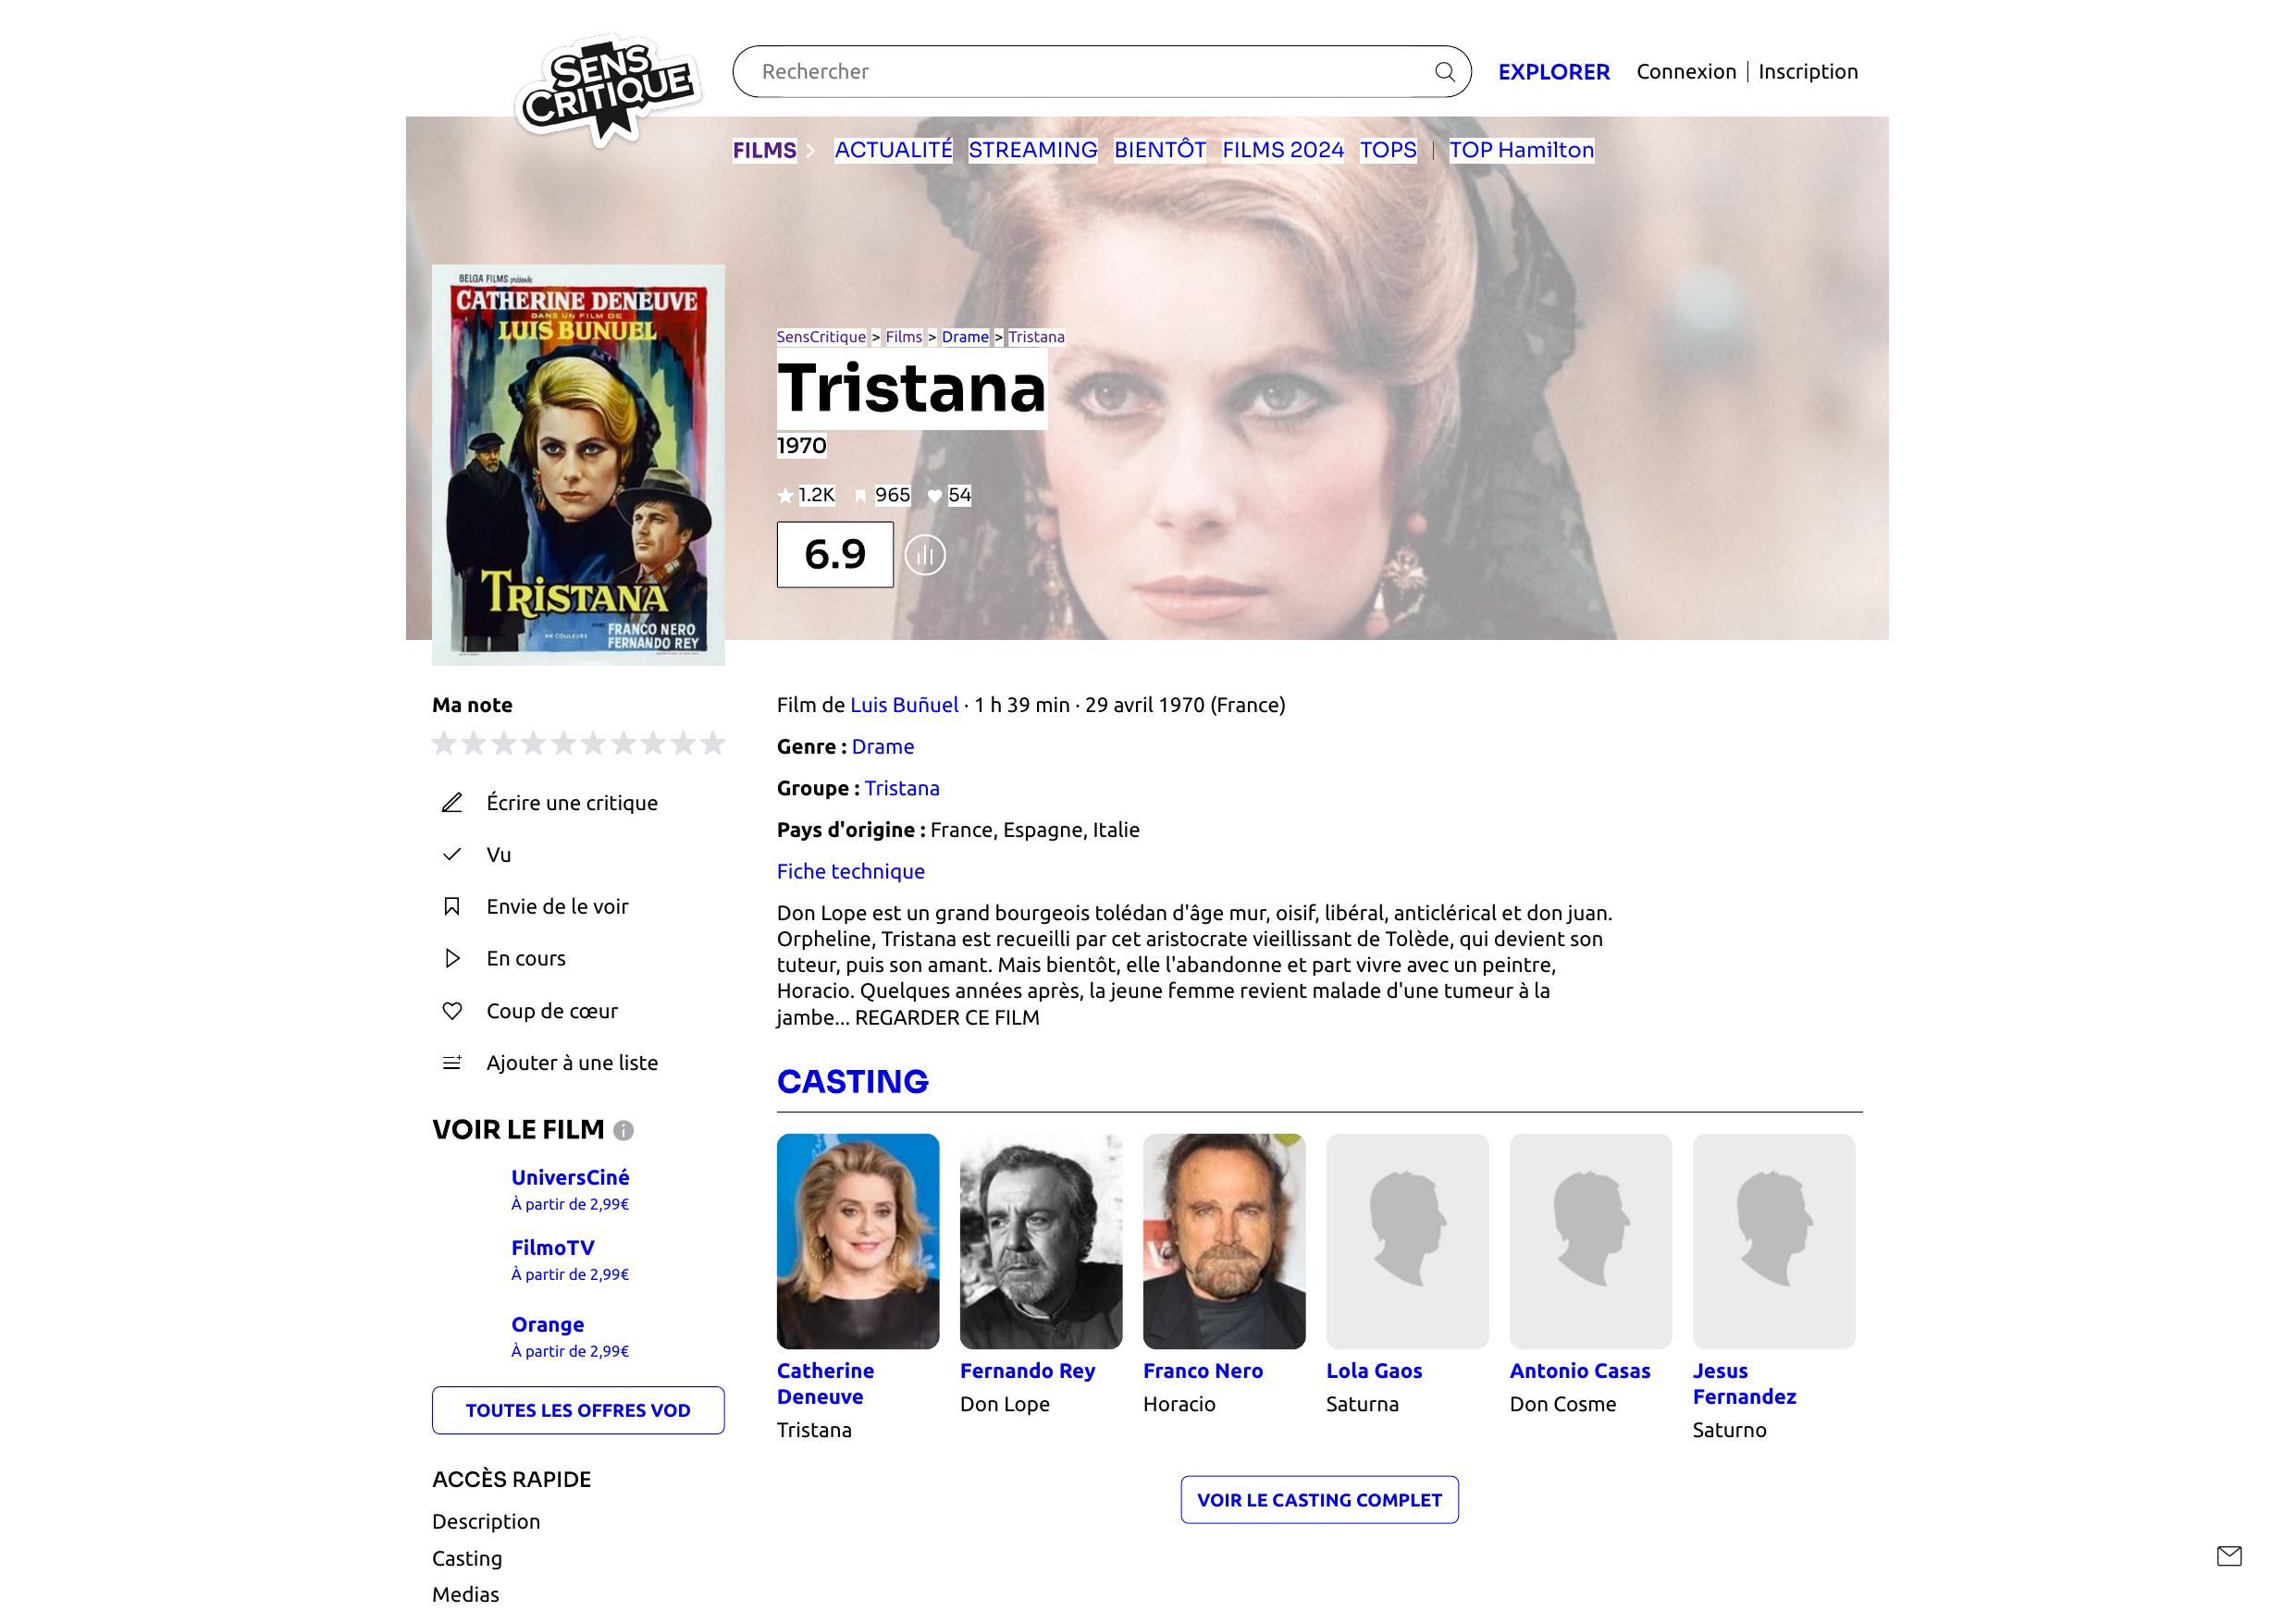 SENS
CRITIQUE
Rechercher
EXPLORER
Connexion | Inscription
FILMS
ACTUALITÉ STREAMING BIENTÔT FILMS 2024 TOPS | TOP Hamilton
BELGA FILMS présente
CATHERINE DENEUVE
DANS UN FILM DE
LUIS BUNUEL
TRISTANA
EN COULEURS
AVEC FRANCO NERO
FERNANDO REY
SensCritique > Films > Drame > Tristana
Tristana
1970
1.2K 965 54
6.9
Ma note
Écrire une critique
Vu
Envie de le voir
En cours
Coup de cœur
Ajouter à une liste
VOIR LE FILM
UniversCiné
À partir de 2,99€
FilmoTV
À partir de 2,99€
Orange
À partir de 2,99€
TOUTES LES OFFRES VOD
ACCÈS RAPIDE
Description
Casting
Medias
Film de Luis Buñuel · 1 h 39 min · 29 avril 1970 (France)
Genre : Drame
Groupe : Tristana
Pays d'origine : France, Espagne, Italie
Fiche technique
Don Lope est un grand bourgeois tolédan d'âge mur, oisif, libéral, anticlérical et don juan.
Orpheline, Tristana est recueilli par cet aristocrate vieillissant de Tolède, qui devient son
tuteur, puis son amant. Mais bientôt, elle l'abandonne et part vivre avec un peintre,
Horacio. Quelques années après, la jeune femme revient malade d'une tumeur à la
jambe... REGARDER CE FILM
CASTING
Catherine
Deneuve
Tristana
Fernando Rey
Don Lope
Franco Nero
Horacio
Lola Gaos
Saturna
Antonio Casas
Don Cosme
Jesus
Fernandez
Saturno
VOIR LE CASTING COMPLET